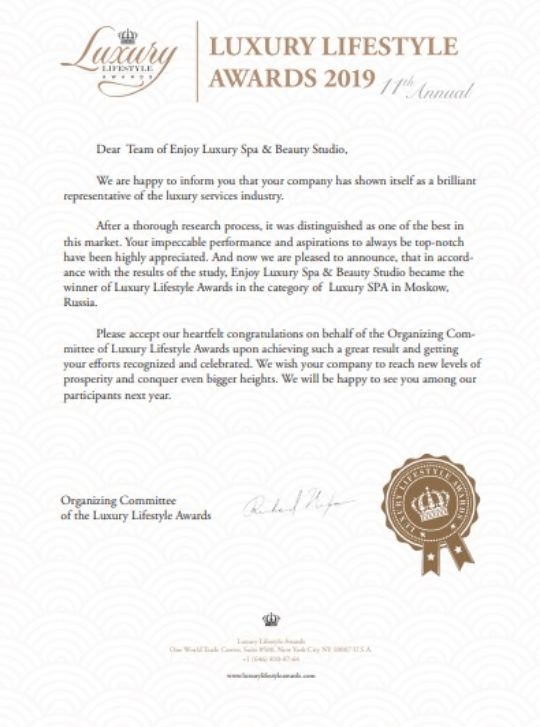 Luxury
LIFESTYLE
AWARDS
LUXURY LIFESTYLE
AWARDS 2019 11th Annual
Dear Team of Enjoy Luxury Spa & Beauty Studio,
We are happy to inform you that your company has shown itself as a brilliant
representative of the luxury services industry.
After a thorough research process, it was distinguished as one of the best in
this market. Your impeccable performance and aspirations to always be top-notch
have been highly appreciated. And now we are pleased to announce, that in accord-
ance with the results of the study, Enjoy Luxury Spa & Beauty Studio became the
winner of Luxury Lifestyle Awards in the category of Luxury SPA in Moskow,
Russia.
Please accept our heartfelt congratulations on behalf of the Organizing Com-
mittee of Luxury Lifestyle Awards upon achieving such a great result and getting
your efforts recognized and celebrated. We wish your company to reach new levels of
prosperity and conquer even bigger heights. We will be happy to see you among our
participants next year.
Organizing Committee
of the Luxury Lifestyle Awards
LUXURY LIFESTYLE AWARDS
Luxury Lifestyle Awards
One World Trade Center, Suite 8500, New York City NY 10007 U.S.A.
www.luxurylifestyleawards.com